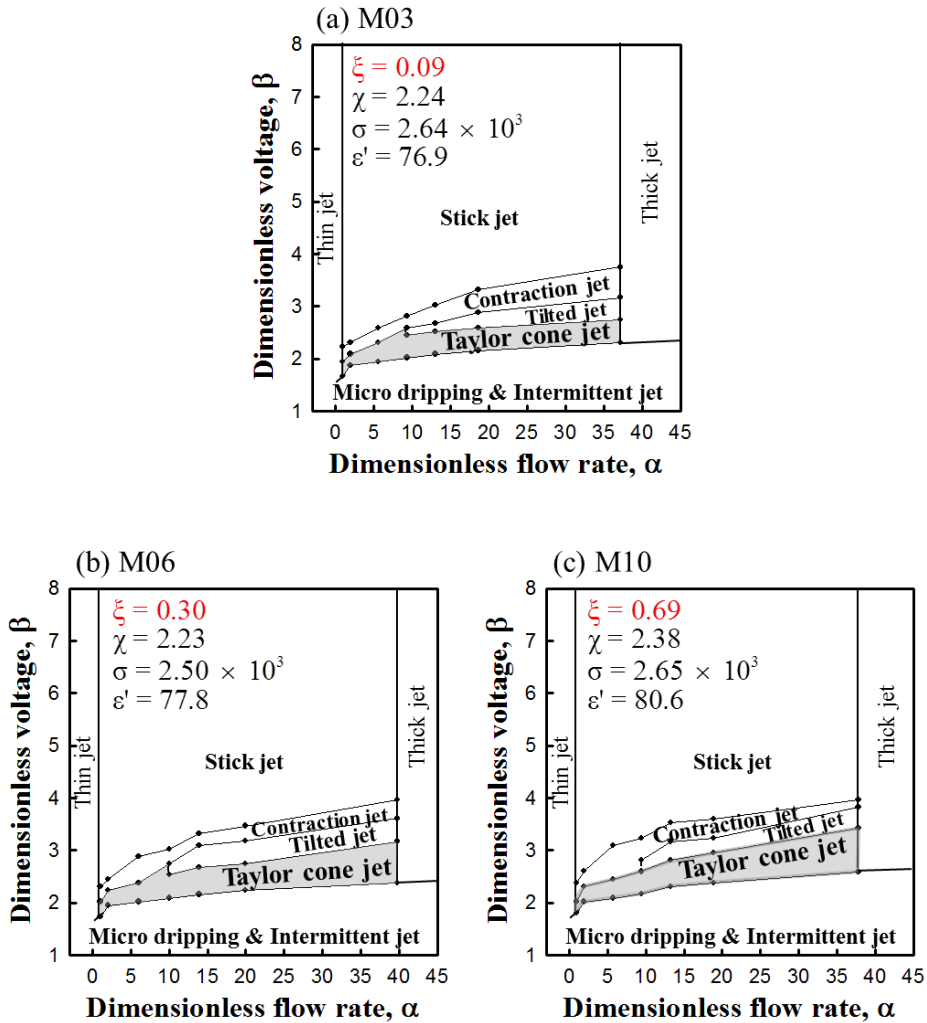 (a) M03
Dimensionless voltage, β
8
7
6
5
4
3
2
1
ξ = 0.09
χ = 2.24
σ = 2.64 × 10³
ε' = 76.9
Thin jet
Stick jet
Thick jet
Contraction jet
Tilted jet
Taylor cone jet
Micro dripping & Intermittent jet
0 5 10 15 20 25 30 35 40 45
Dimensionless flow rate, α
(b) M06
Dimensionless voltage, β
8
7
6
5
4
3
2
1
ξ = 0.30
χ = 2.23
σ = 2.50 × 10³
ε' = 77.8
Thin jet
Stick jet
Thick jet
Contraction jet
Tilted jet
Taylor cone jet
Micro dripping & Intermittent jet
0 5 10 15 20 25 30 35 40 45
Dimensionless flow rate, α
(c) M10
Dimensionless voltage, β
8
7
6
5
4
3
2
1
ξ = 0.69
χ = 2.38
σ = 2.65 × 10³
ε' = 80.6
Thin jet
Stick jet
Thick jet
Contraction jet
Tilted jet
Taylor cone jet
Micro dripping & Intermittent jet
0 5 10 15 20 25 30 35 40 45
Dimensionless flow rate, α